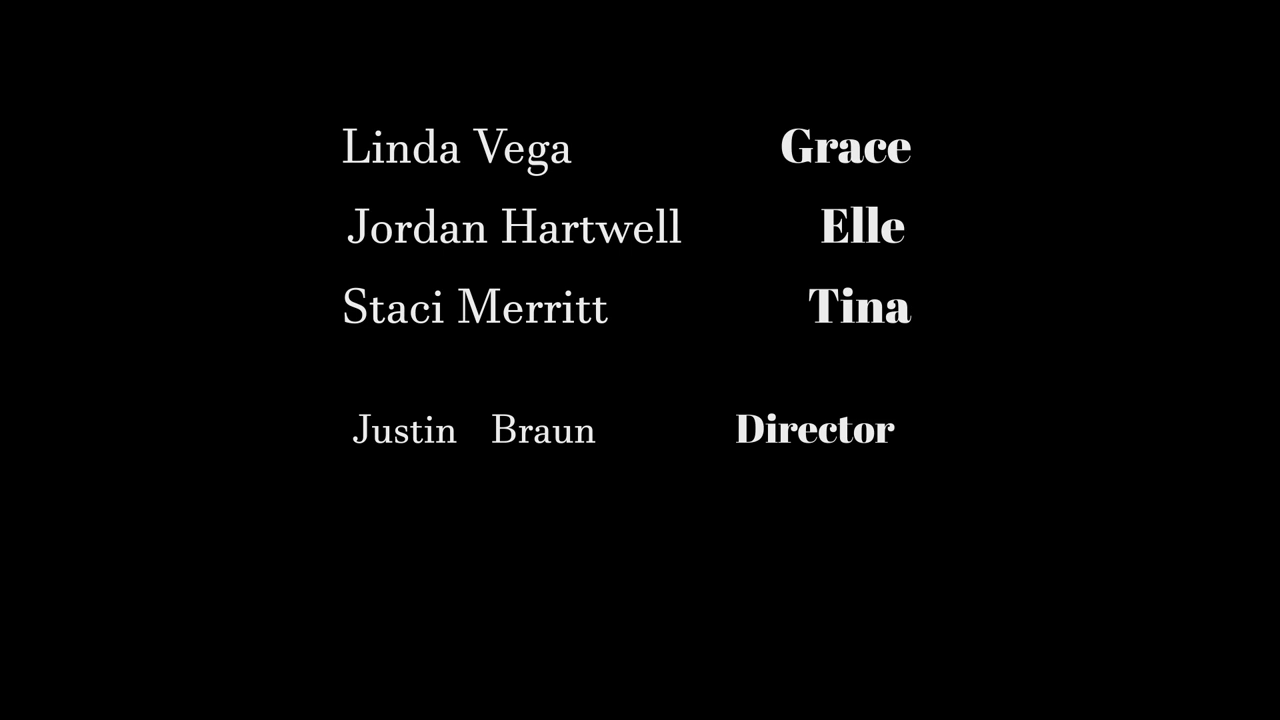 Linda Vega Grace
Jordan Hartwell Elle
Staci Merritt Tina
Justin Braun Director